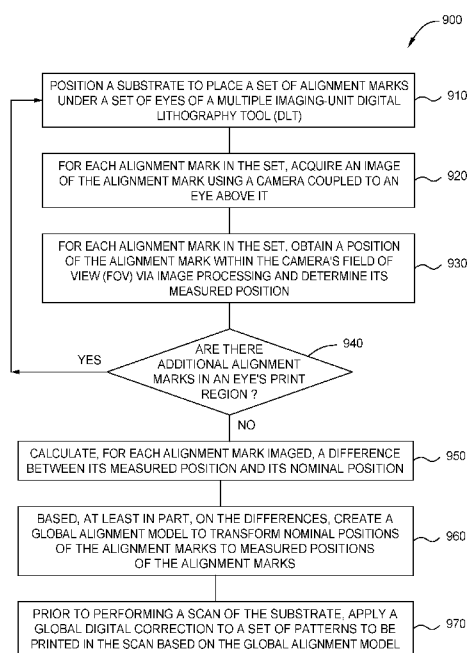 900
POSITION A SUBSTRATE TO PLACE A SET OF ALIGNMENT MARKS
UNDER A SET OF EYES OF A MULTIPLE IMAGING-UNIT DIGITAL
LITHOGRAPHY TOOL (DLT)
910
FOR EACH ALIGNMENT MARK IN THE SET, ACQUIRE AN IMAGE
OF THE ALIGNMENT MARK USING A CAMERA COUPLED TO AN
EYE ABOVE IT
920
FOR EACH ALIGNMENT MARK IN THE SET, OBTAIN A POSITION
OF THE ALIGNMENT MARK WITHIN THE CAMERA'S FIELD OF
VIEW (FOV) VIA IMAGE PROCESSING AND DETERMINE ITS
MEASURED POSITION
930
ARE THERE
ADDITIONAL ALIGNMENT
MARKS IN AN EYE'S PRINT
REGION ?
940
YES
NO
CALCULATE, FOR EACH ALIGNMENT MARK IMAGED, A DIFFERENCE
BETWEEN ITS MEASURED POSITION AND ITS NOMINAL POSITION
950
BASED, AT LEAST IN PART, ON THE DIFFERENCES, CREATE A
GLOBAL ALIGNMENT MODEL TO TRANSFORM NOMINAL POSITIONS
OF THE ALIGNMENT MARKS TO MEASURED POSITIONS
OF THE ALIGNMENT MARKS
960
PRIOR TO PERFORMING A SCAN OF THE SUBSTRATE, APPLY A
GLOBAL DIGITAL CORRECTION TO A SET OF PATTERNS TO BE
PRINTED IN THE SCAN BASED ON THE GLOBAL ALIGNMENT MODEL
970